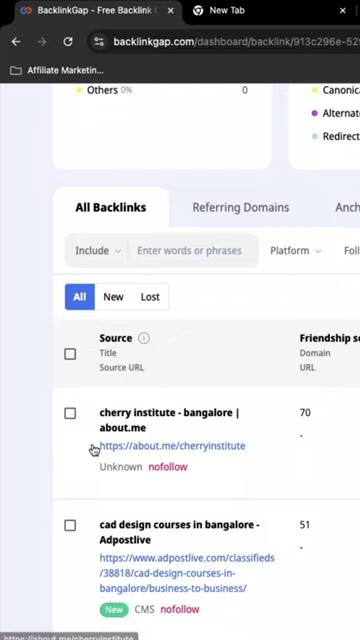 BacklinkGap - Free Backlink
New Tab
backlinkgap.com/dashboard/backlink/913c296e-529
Affiliate Marketin...
Others 0%
0
Canonica
Alternat
Redirect
All Backlinks
Referring Domains
Anch
Include
Enter words or phrases
Platform
Foll
All
New
Lost
Source
Title
Source URL
Friendship s
Domain
URL
cherry institute - bangalore |
about.me
https://about.me/cherryinstitute
Unknown nofollow
70
-
cad design courses in bangalore -
Adpostlive
https://www.adpostlive.com/classifieds
/38818/cad-design-courses-in-
bangalore/business-to-business/
New CMS nofollow
51
-
https://about.me/cherryinstitute